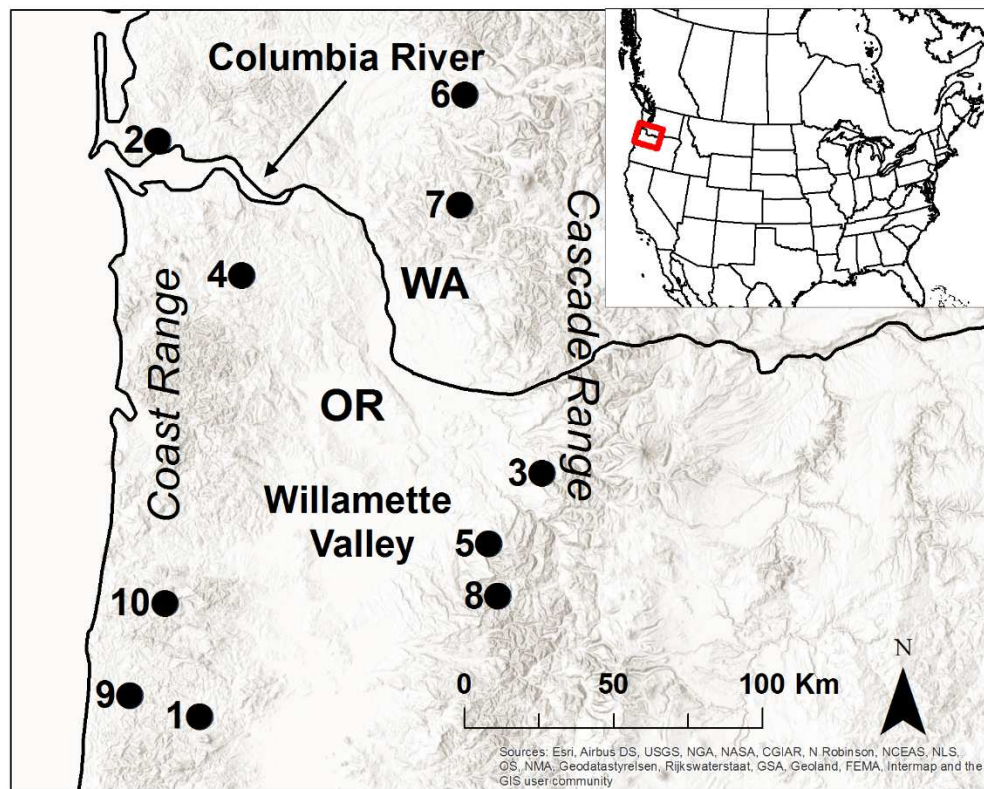 Columbia River
6
2
7
4
WA
Coast Range
Cascade Range
OR
3
Willamette
Valley
5
8
10
9
1
0 50 100 Km
N
Sources: Esri, Airbus DS, USGS, NGA, NASA, CGIAR, N Robinson, NCEAS, NLS,
OS, NMA, Geodatastyrelsen, Rijkswaterstaat, GSA, Geoland, FEMA, Intermap and the
GIS user community